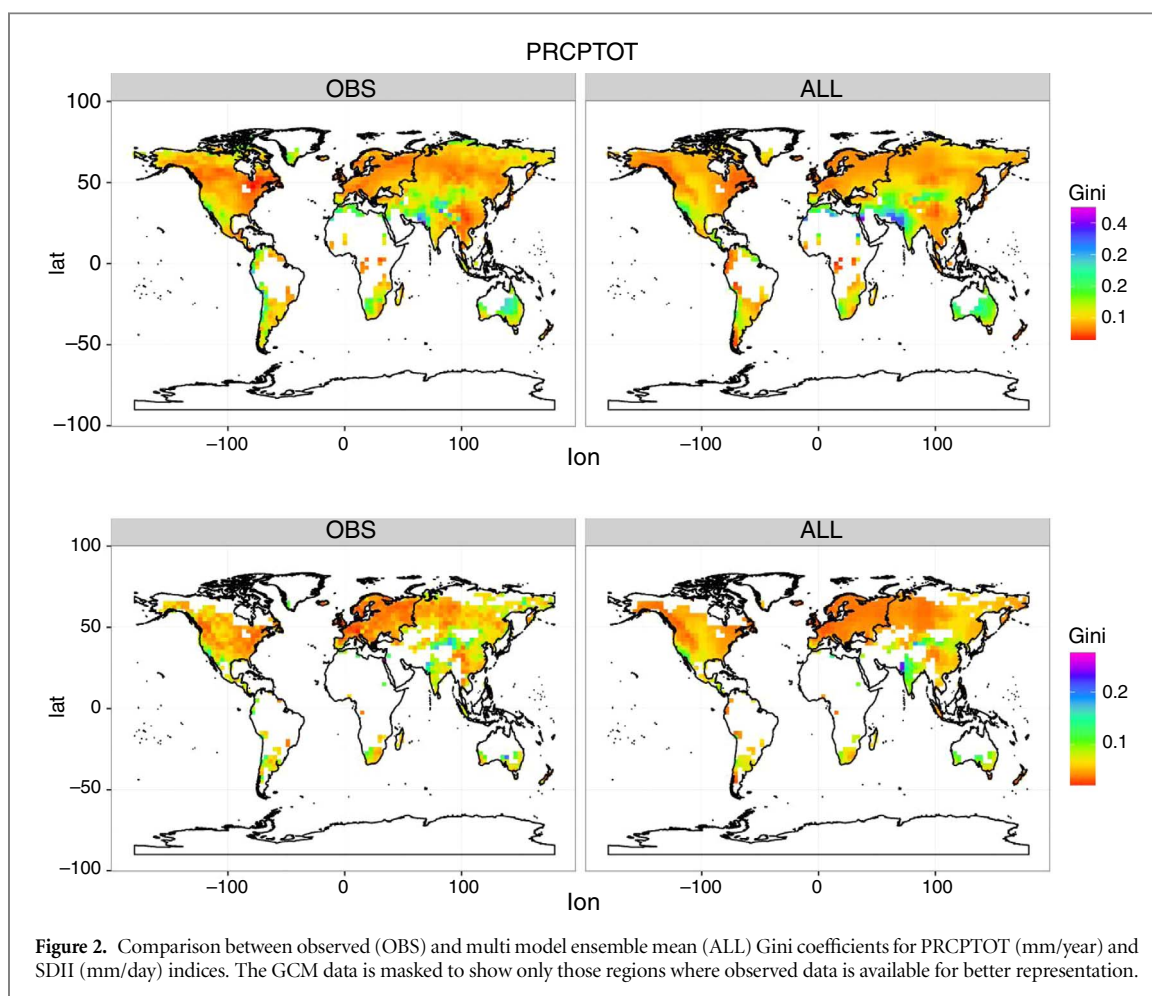 PRCPTOT
OBS
ALL
100
50
0
−50
−100
lat
−100
0
100
−100
0
100
lon
Gini
0.4
0.2
0.2
0.1
OBS
ALL
100
50
0
−50
−100
lat
−100
0
100
−100
0
100
lon
Gini
0.2
0.1
Figure 2. Comparison between observed (OBS) and multi model ensemble mean (ALL) Gini coefficients for PRCPTOT (mm/year) and
SDII (mm/day) indices. The GCM data is masked to show only those regions where observed data is available for better representation.